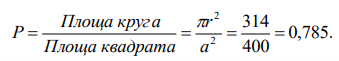 P = Площа круга / Площа квадрата = πr² / a² = 314 / 400 = 0,785.